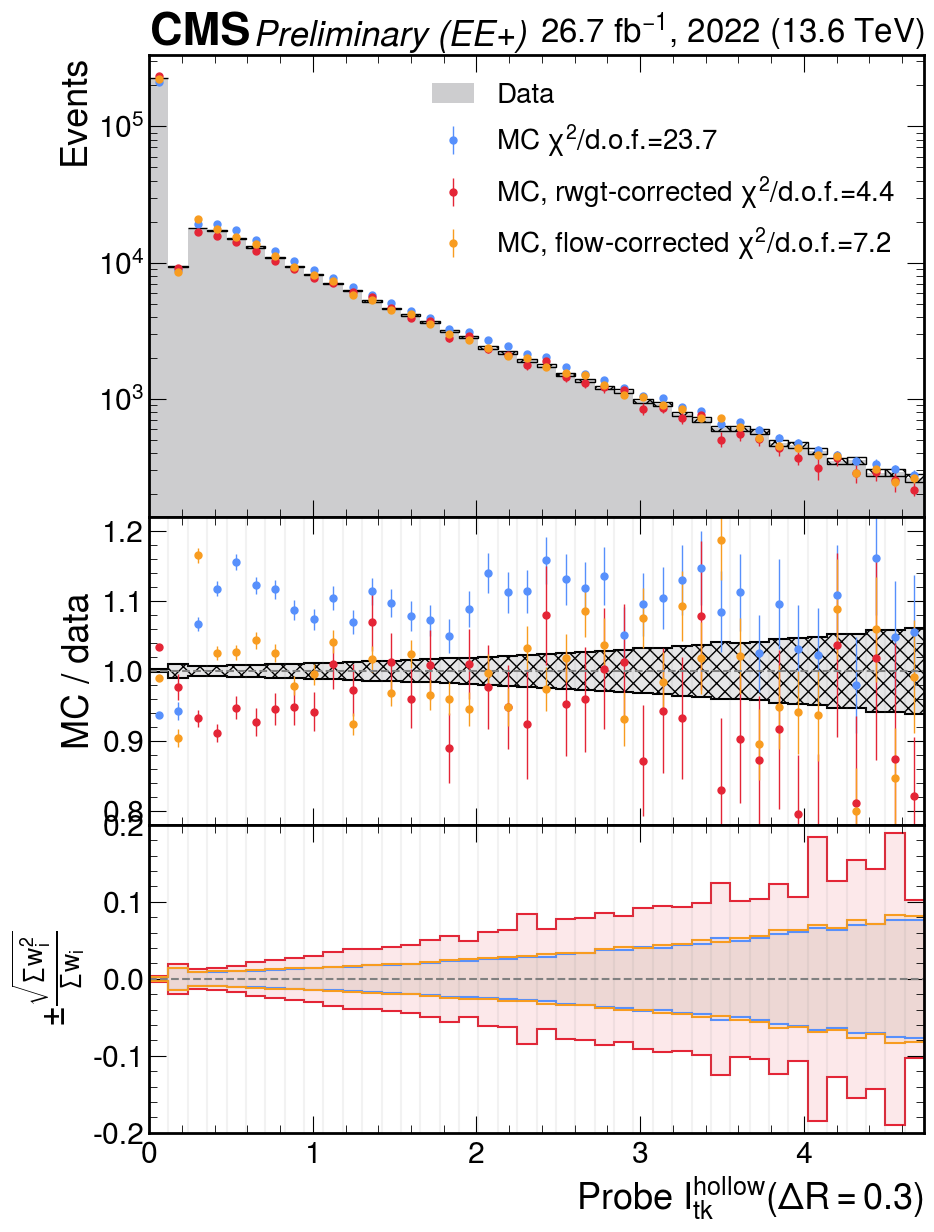 CMS Preliminary (EE+) 26.7 fb⁻¹, 2022 (13.6 TeV)
Events
10⁵
10⁴
10³
Data
MC χ²/d.o.f.=23.7
MC, rwgt-corrected χ²/d.o.f.=4.4
MC, flow-corrected χ²/d.o.f.=7.2
MC / data
1.2
1.1
1.0
0.9
0.8
±√(Σw_i²)/Σw_i
0.2
0.1
0.0
-0.1
-0.2
0 1 2 3 4
Probe I_tk^hollow(ΔR = 0.3)